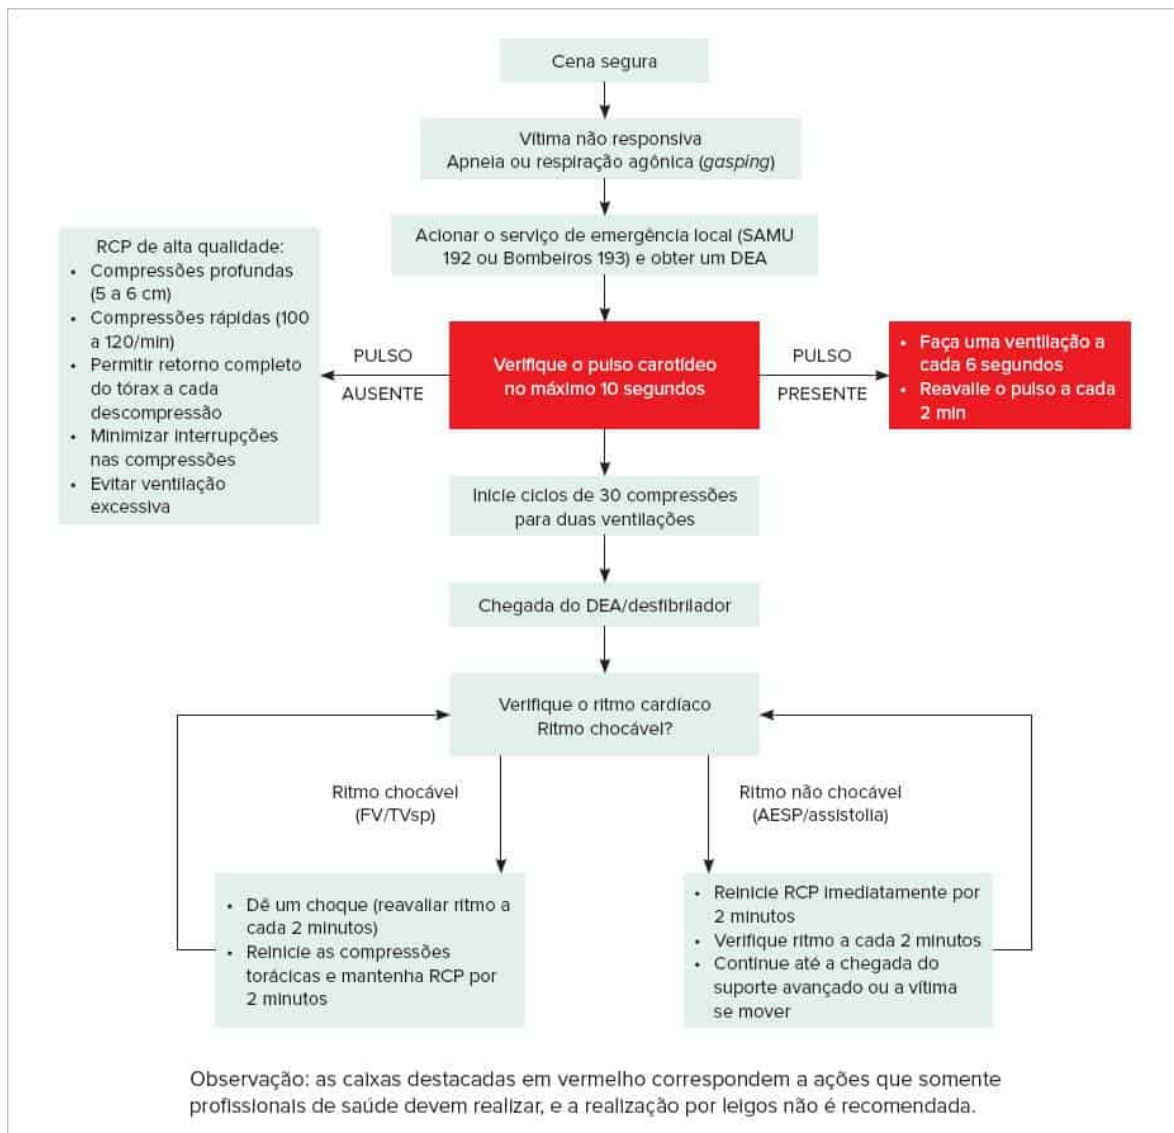 Cena segura
Vítima não responsiva
Apneia ou respiração agônica (gasping)
Acionar o serviço de emergência local (SAMU
192 ou Bombeiros 193) e obter um DEA
RCP de alta qualidade:
• Compressões profundas
(5 a 6 cm)
• Compressões rápidas (100
a 120/min)
• Permitir retorno completo
do tórax a cada
descompressão
• Minimizar interrupções
nas compressões
• Evitar ventilação
excessiva
PULSO
AUSENTE
Verifique o pulso carotídeo
no máximo 10 segundos
PULSO
PRESENTE
• Faça uma ventilação a
cada 6 segundos
• Reavalie o pulso a cada
2 min
Inicie ciclos de 30 compressões
para duas ventilações
Chegada do DEA/desfibrilador
Verifique o ritmo cardíaco
Ritmo chocável?
Ritmo chocável
(FV/TVsp)
Ritmo não chocável
(AESP/assistolia)
• Dê um choque (reavaliar ritmo a
cada 2 minutos)
• Reinicie as compressões
torácicas e mantenha RCP por
2 minutos
• Reinicie RCP imediatamente por
2 minutos
• Verifique ritmo a cada 2 minutos
• Continue até a chegada do
suporte avançado ou a vítima
se mover
Observação: as caixas destacadas em vermelho correspondem a ações que somente
profissionais de saúde devem realizar, e a realização por leigos não é recomendada.